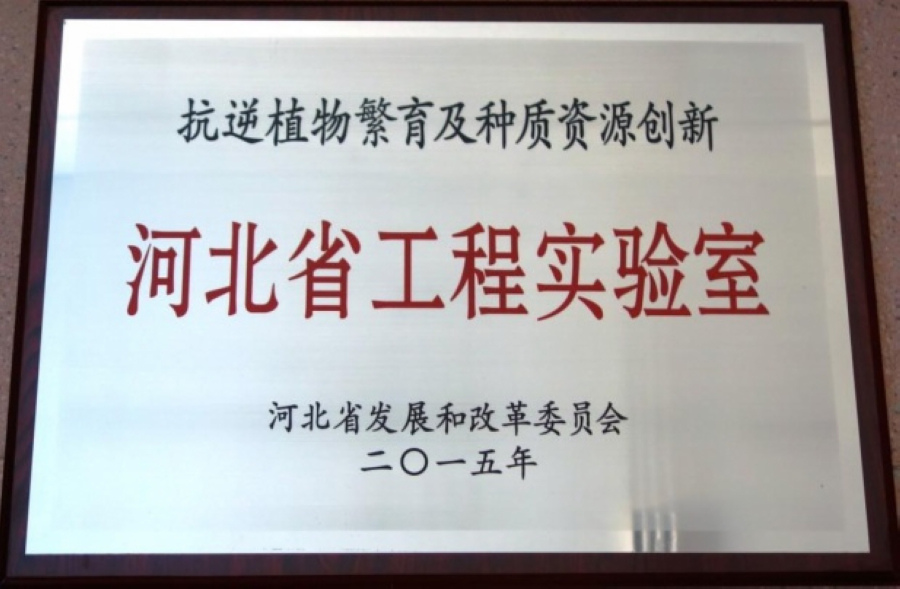 抗逆植物繁育及种质资源创新
河北省工程实验室
河北省发展和改革委员会
二〇一五年